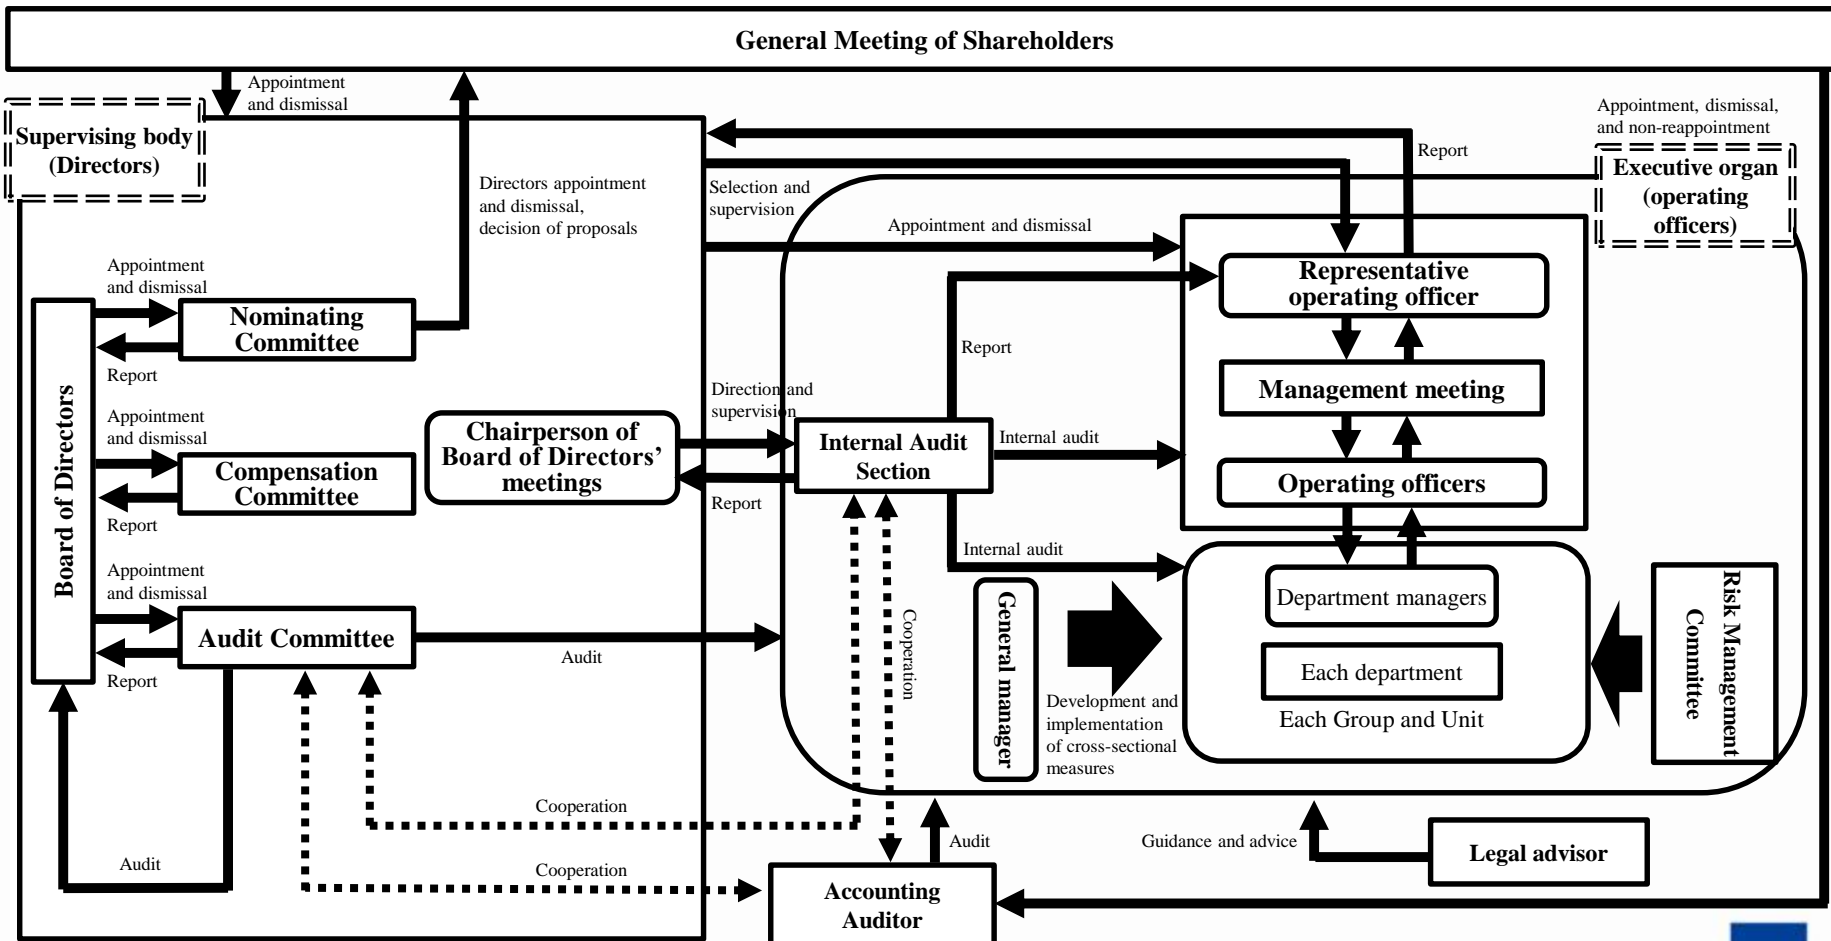 General Meeting of Shareholders
Appointment
and dismissal
Supervising body
(Directors)
Directors appointment
and dismissal,
decision of proposals
Selection and
supervision
Report
Appointment, dismissal,
and non-reappointment
Executive organ
(operating
officers)
Appointment and dismissal
Representative
operating officer
Management meeting
Operating officers
Appointment
and dismissal
Nominating
Committee
Report
Board of Directors
Appointment
and dismissal
Compensation
Committee
Report
Chairperson of
Board of Directors’
meetings
Direction and
supervision
Report
Internal Audit
Section
Report
Internal audit
Internal audit
Appointment
and dismissal
Audit Committee
Report
Audit
Audit
Cooperation
Cooperation
Cooperation
General manager
Development and
implementation
of cross-sectional
measures
Department managers
Each department
Each Group and Unit
Risk Management
Committee
Audit
Accounting
Auditor
Guidance and advice
Legal advisor